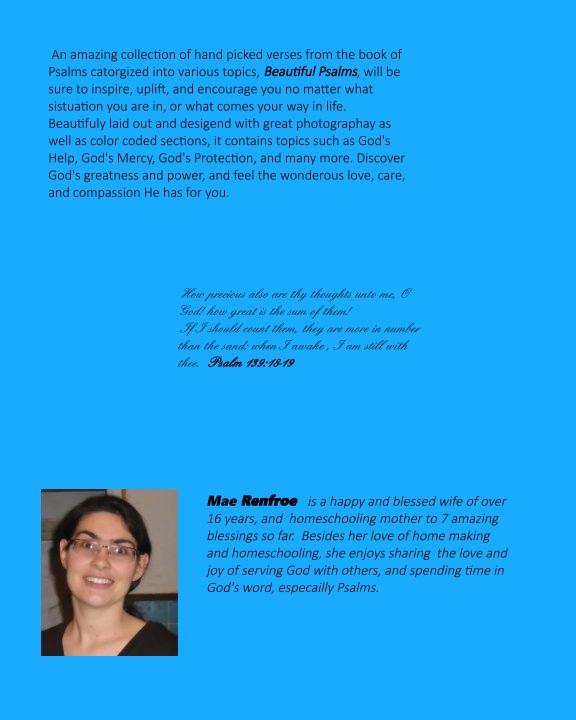 An amazing collection of hand picked verses from the book of
Psalms catorgized into various topics, Beautiful Psalms, will be
sure to inspire, uplift, and encourage you no matter what
sistuation you are in, or what comes your way in life.
Beautifuly laid out and desigend with great photographay as
well as color coded sections, it contains topics such as God's
Help, God's Mercy, God's Protection, and many more. Discover
God's greatness and power, and feel the wonderous love, care,
and compassion He has for you.
How precious also are thy thoughts unto me, O
God! how great is the sum of them!
If I should count them, they are more in number
than the sand: when I awake , I am still with
thee. Psalm 139:18-19
Mae Renfroe is a happy and blessed wife of over
16 years, and homeschooling mother to 7 amazing
blessings so far. Besides her love of home making
and homeschooling, she enjoys sharing the love and
joy of serving God with others, and spending time in
God's word, especailly Psalms.